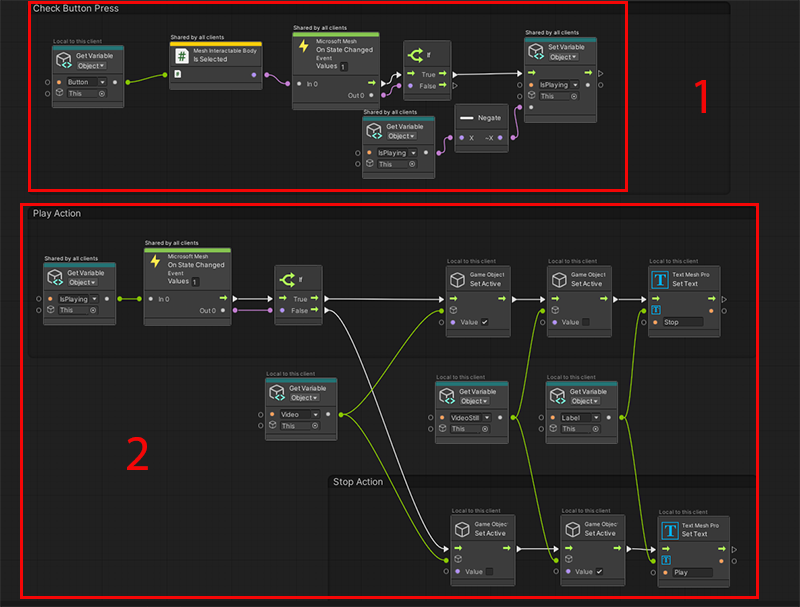 Check Button Press
Local to this client
Get Variable
Object
Button
This
Shared by all clients
Mesh Interactable Body
Is Selected
Shared by all clients
Microsoft Mesh
On State Changed
Event
Values 1
In 0
Out 0
If
True
False
Shared by all clients
Set Variable
Object
IsPlaying
This
Shared by all clients
Get Variable
Object
IsPlaying
This
Negate
X −X
1
Play Action
Shared by all clients
Get Variable
Object
IsPlaying
This
Shared by all clients
Microsoft Mesh
On State Changed
Event
Values 1
In 0
Out 0
If
True
False
Local to this client
Game Object
Set Active
Value
Local to this client
Game Object
Set Active
Value
Local to this client
Text Mesh Pro
Set Text
Stop
Local to this client
Get Variable
Object
Video
This
Local to this client
Get Variable
Object
VideoStill
This
Local to this client
Get Variable
Object
Label
This
2
Stop Action
Local to this client
Game Objec
Set Active
Value
Local to this client
Game Objec
Set Active
Value
Local to this client
Text Mesh Pro
Set Text
Play